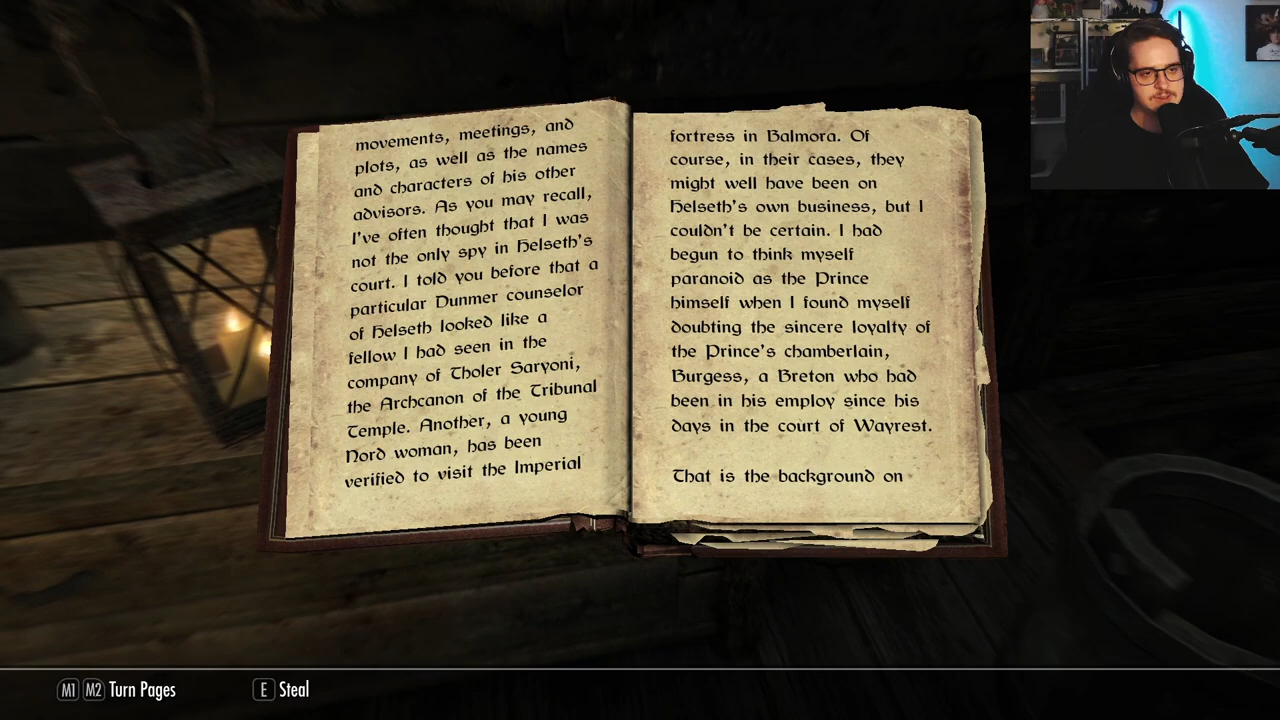 movements, meetings, and
plots, as well as the names
and characters of his other
advisors. As you may recall,
I've often thought that I was
not the only spy in Helseth's
court. I told you before that a
particular Dunmer counselor
of Helseth looked like a
fellow I had seen in the
company of Tholer Saryoni,
the Archcanon of the Tribunal
Temple. Another, a young
Nord woman, has been
verified to visit the Imperial
fortress in Balmora. Of
course, in their cases, they
might well have been on
Helseth's own business, but I
couldn't be certain. I had
begun to think myself
paranoid as the Prince
himself when I found myself
doubting the sincere loyalty of
the Prince's chamberlain,
Burgess, a Breton who had
been in his employ since his
days in the court of Wayrest.
That is the background on
M1 M2 Turn Pages
E Steal